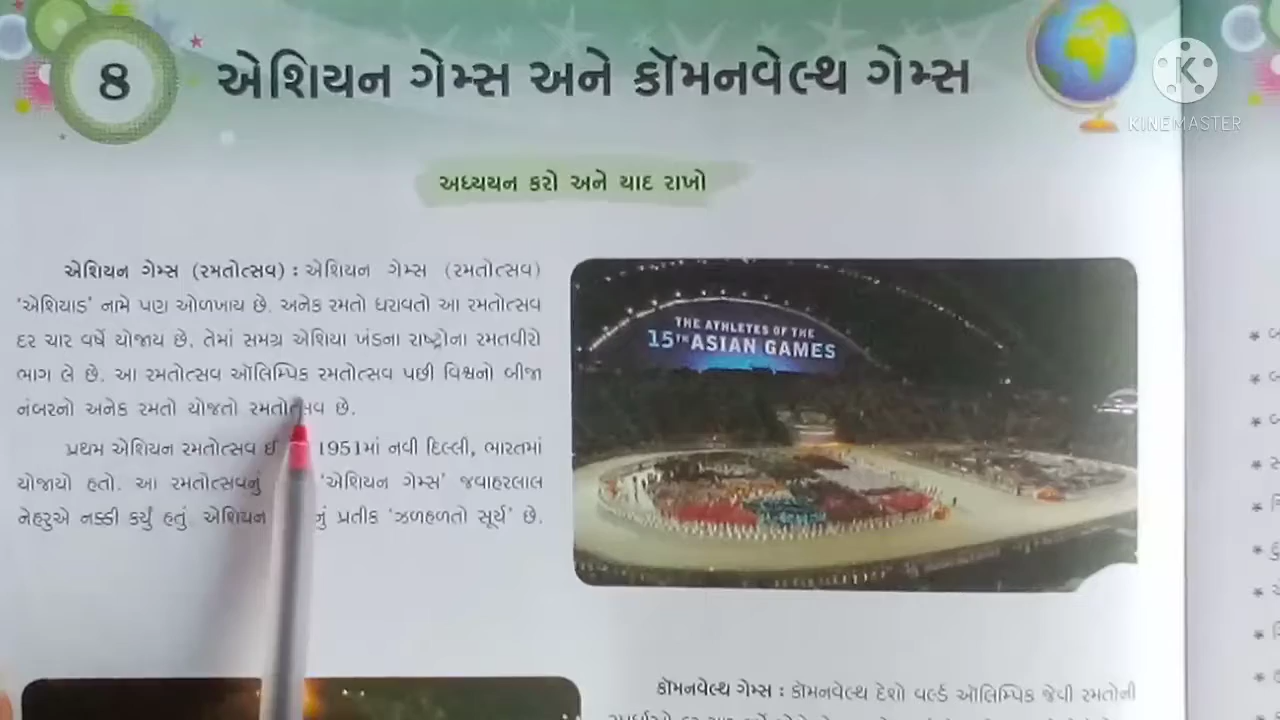 8
એશિયન ગેમ્સ અને કૉમનવેલ્થ ગેમ્સ
KINEMASTER
અધ્યયન કરો અને યાદ રાખો
એશિયન ગેમ્સ (રમતોત્સવ) : એશિયન ગેમ્સ (રમતોત્સવ)
'એશિયાડ' નામે પણ ઓળખાય છે. અનેક રમતો ધરાવતો આ રમતોત્સવ
દર ચાર વર્ષે યોજાય છે. તેમાં સમગ્ર એશિયા ખંડના રાષ્ટ્રોના રમતવીરો
ભાગ લે છે. આ રમતોત્સવ ઑલિમ્પિક રમતોત્સવ પછી વિશ્વનો બીજા
નંબરનો અનેક રમતો યોજતો રમતોત્સવ છે.
પ્રથમ એશિયન રમતોત્સવ ઈ 1951માં નવી દિલ્લી, ભારતમાં
યોજાયો હતો. આ રમતોત્સવનું 'એશિયન ગેમ્સ' જવાહરલાલ
નેહરુએ નક્કી કર્યું હતું એશિયન નું પ્રતીક 'ઝળહળતો સૂર્ય' છે.
THE ATHLETES OF THE
15TH ASIAN GAMES
કૉમનવેલ્થ ગેમ્સ : કૉમનવેલ્થ દેશો વર્લ્ડ ઑલિમ્પિક જેવી રમતોની